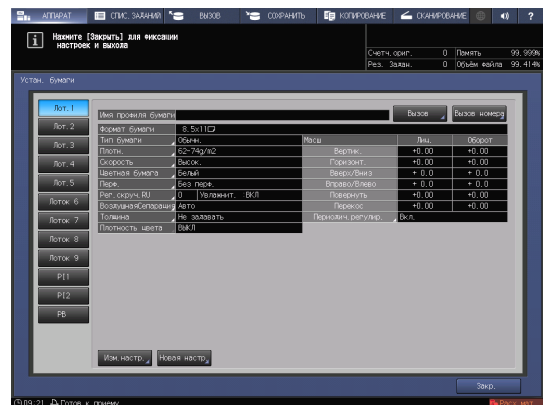 АППАРАТ СПИС. ЗАДАНИЙ ВЫЗОВ СОХРАНИТЬ КОПИРОВАНИЕ СКАНИРОВАНИЕ ?
Нажмите [Закрыть] для фиксации
настроек и выхода
Счетч. ориг. 0 Память 99.999%
Рез. Задан. 0 Объём файла 99.414%
Устан. бумаги
Лот. 1
Лот. 2
Лот. 3
Лот. 4
Лот. 5
Лоток 6
Лоток 7
Лоток 8
Лоток 9
PI1
PI2
PB
Имя профиля бумаги Вызов Вызов номера
Формат бумаги 8.5x11
Тип бумаги Обычн. Масш Лиц. Оборот
Плотн. 62-74g/m2 Вертик. +0.00 +0.00
Скорость Высок. Горизонт. +0.00 +0.00
Цветная бумага Белый Вверх/Вниз + 0.0 + 0.0
Перф. Без перф. Вправо/Влево + 0.0 + 0.0
Рег.скруч.RU 0 Увлажнит. :ВКЛ Повернуть +0.00 +0.00
ВоздушнаяСепарация Авто Перекос +0.00 +0.00
Толщина Не задавать Периодич.регулир. Вкл.
Плотность цвета ВЫКЛ
Изм.настр. Новая настр.
Закр.
09:21 Готов к приему Расх.мат.